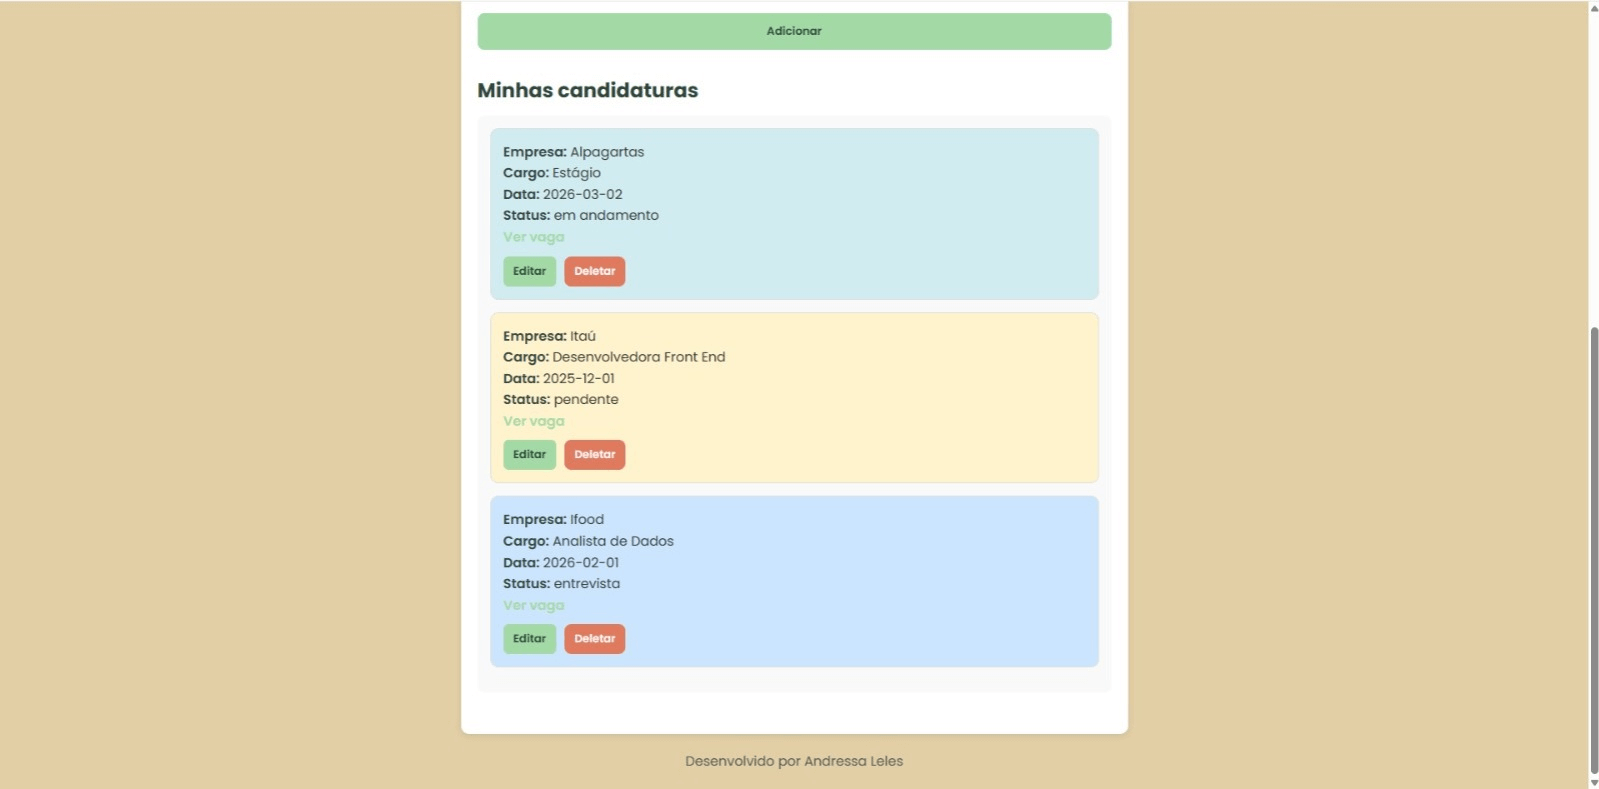 Adicionar
Minhas candidaturas
Empresa: Alpagartas
Cargo: Estágio
Data: 2026-03-02
Status: em andamento
Ver vaga
Editar Deletar
Empresa: Itaú
Cargo: Desenvolvedora Front End
Data: 2025-12-01
Status: pendente
Ver vaga
Editar Deletar
Empresa: Ifood
Cargo: Analista de Dados
Data: 2026-02-01
Status: entrevista
Ver vaga
Editar Deletar
Desenvolvido por Andressa Leles